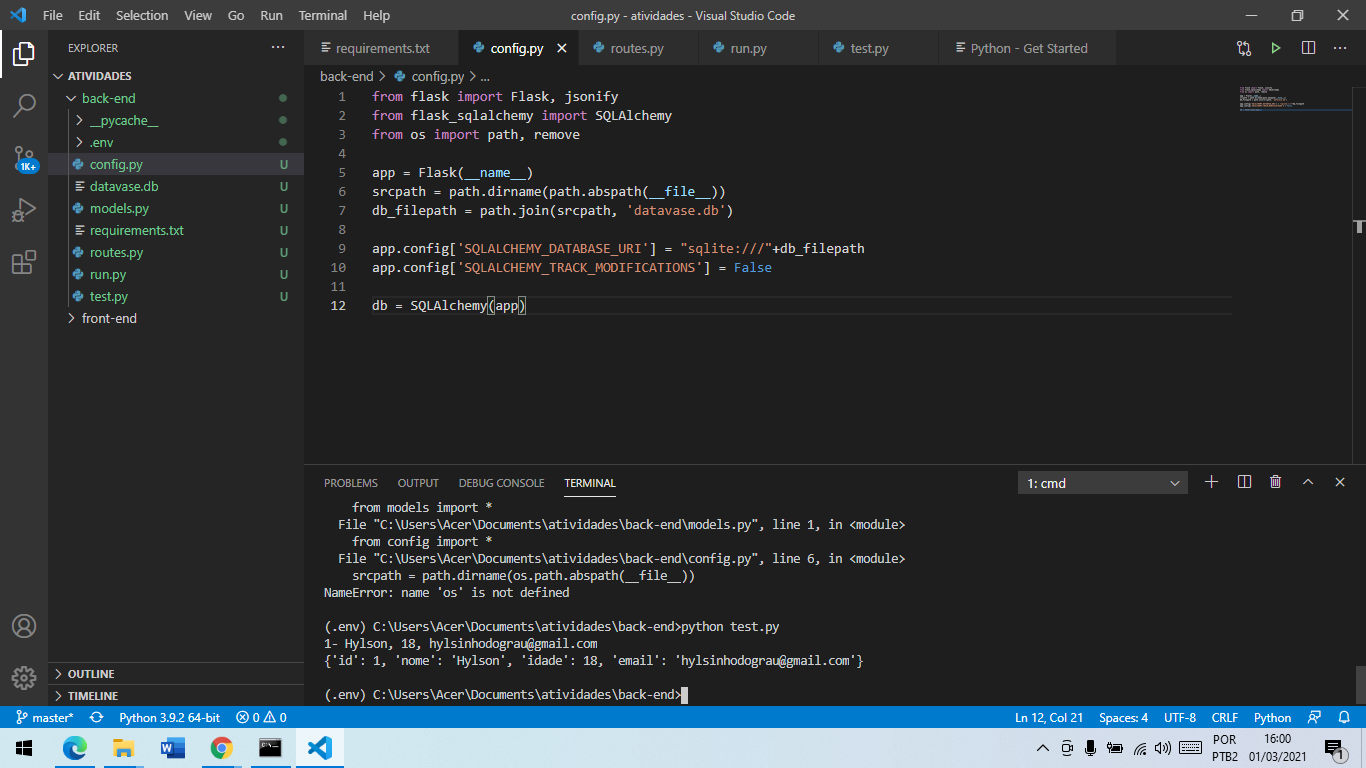 File Edit Selection View Go Run Terminal Help
config.py - atividades - Visual Studio Code
EXPLORER
ATIVIDADES
back-end
__pycache__
.env
config.py U
datavase.db U
models.py U
requirements.txt U
routes.py U
run.py U
test.py U
front-end
OUTLINE
TIMELINE
1K+
requirements.txt config.py routes.py run.py test.py Python - Get Started
back-end > config.py > ...
1 from flask import Flask, jsonify
2 from flask_sqlalchemy import SQLAlchemy
3 from os import path, remove
4
5 app = Flask(__name__)
6 srcpath = path.dirname(path.abspath(__file__))
7 db_filepath = path.join(srcpath, 'datavase.db')
8
9 app.config['SQLALCHEMY_DATABASE_URI'] = "sqlite:///"+db_filepath
10 app.config['SQLALCHEMY_TRACK_MODIFICATIONS'] = False
11
12 db = SQLAlchemy(app)
PROBLEMS OUTPUT DEBUG CONSOLE TERMINAL
1: cmd
from models import *
File "C:\Users\Acer\Documents\atividades\back-end\models.py", line 1, in <module>
from config import *
File "C:\Users\Acer\Documents\atividades\back-end\config.py", line 6, in <module>
srcpath = path.dirname(os.path.abspath(__file__))
NameError: name 'os' is not defined
(.env) C:\Users\Acer\Documents\atividades\back-end>python test.py
1- Hylson, 18, hylsinhodograu@gmail.com
{'id': 1, 'nome': 'Hylson', 'idade': 18, 'email': 'hylsinhodograu@gmail.com'}
(.env) C:\Users\Acer\Documents\atividades\back-end>
master* Python 3.9.2 64-bit 0 0
Ln 12, Col 21 Spaces: 4 UTF-8 CRLF Python
POR
PTB2
16:00
01/03/2021
1